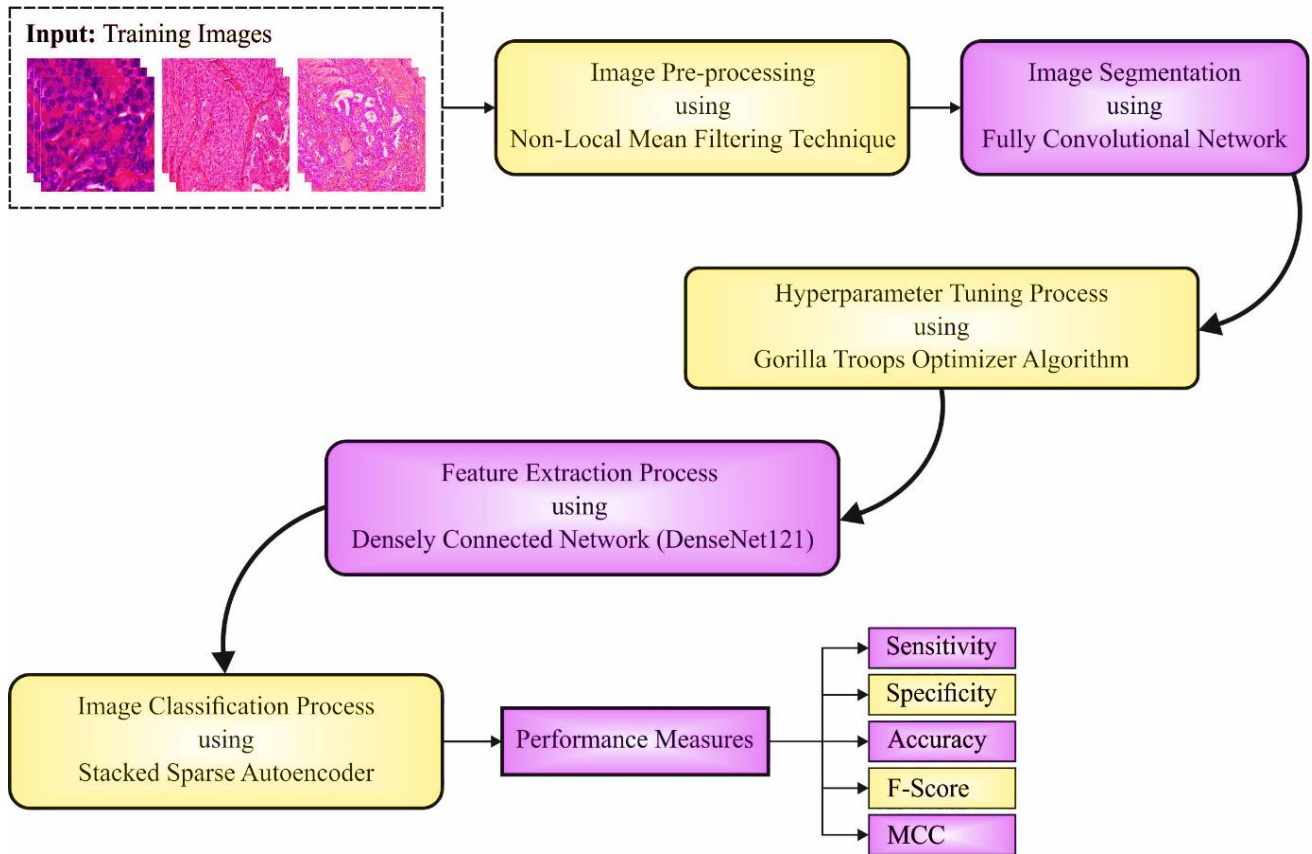 Input: Training Images
Image Pre-processing
using
Non-Local Mean Filtering Technique
Image Segmentation
using
Fully Convolutional Network
Hyperparameter Tuning Process
using
Gorilla Troops Optimizer Algorithm
Feature Extraction Process
using
Densely Connected Network (DenseNet121)
Image Classification Process
using
Stacked Sparse Autoencoder
Performance Measures
Sensitivity
Specificity
Accuracy
F-Score
MCC